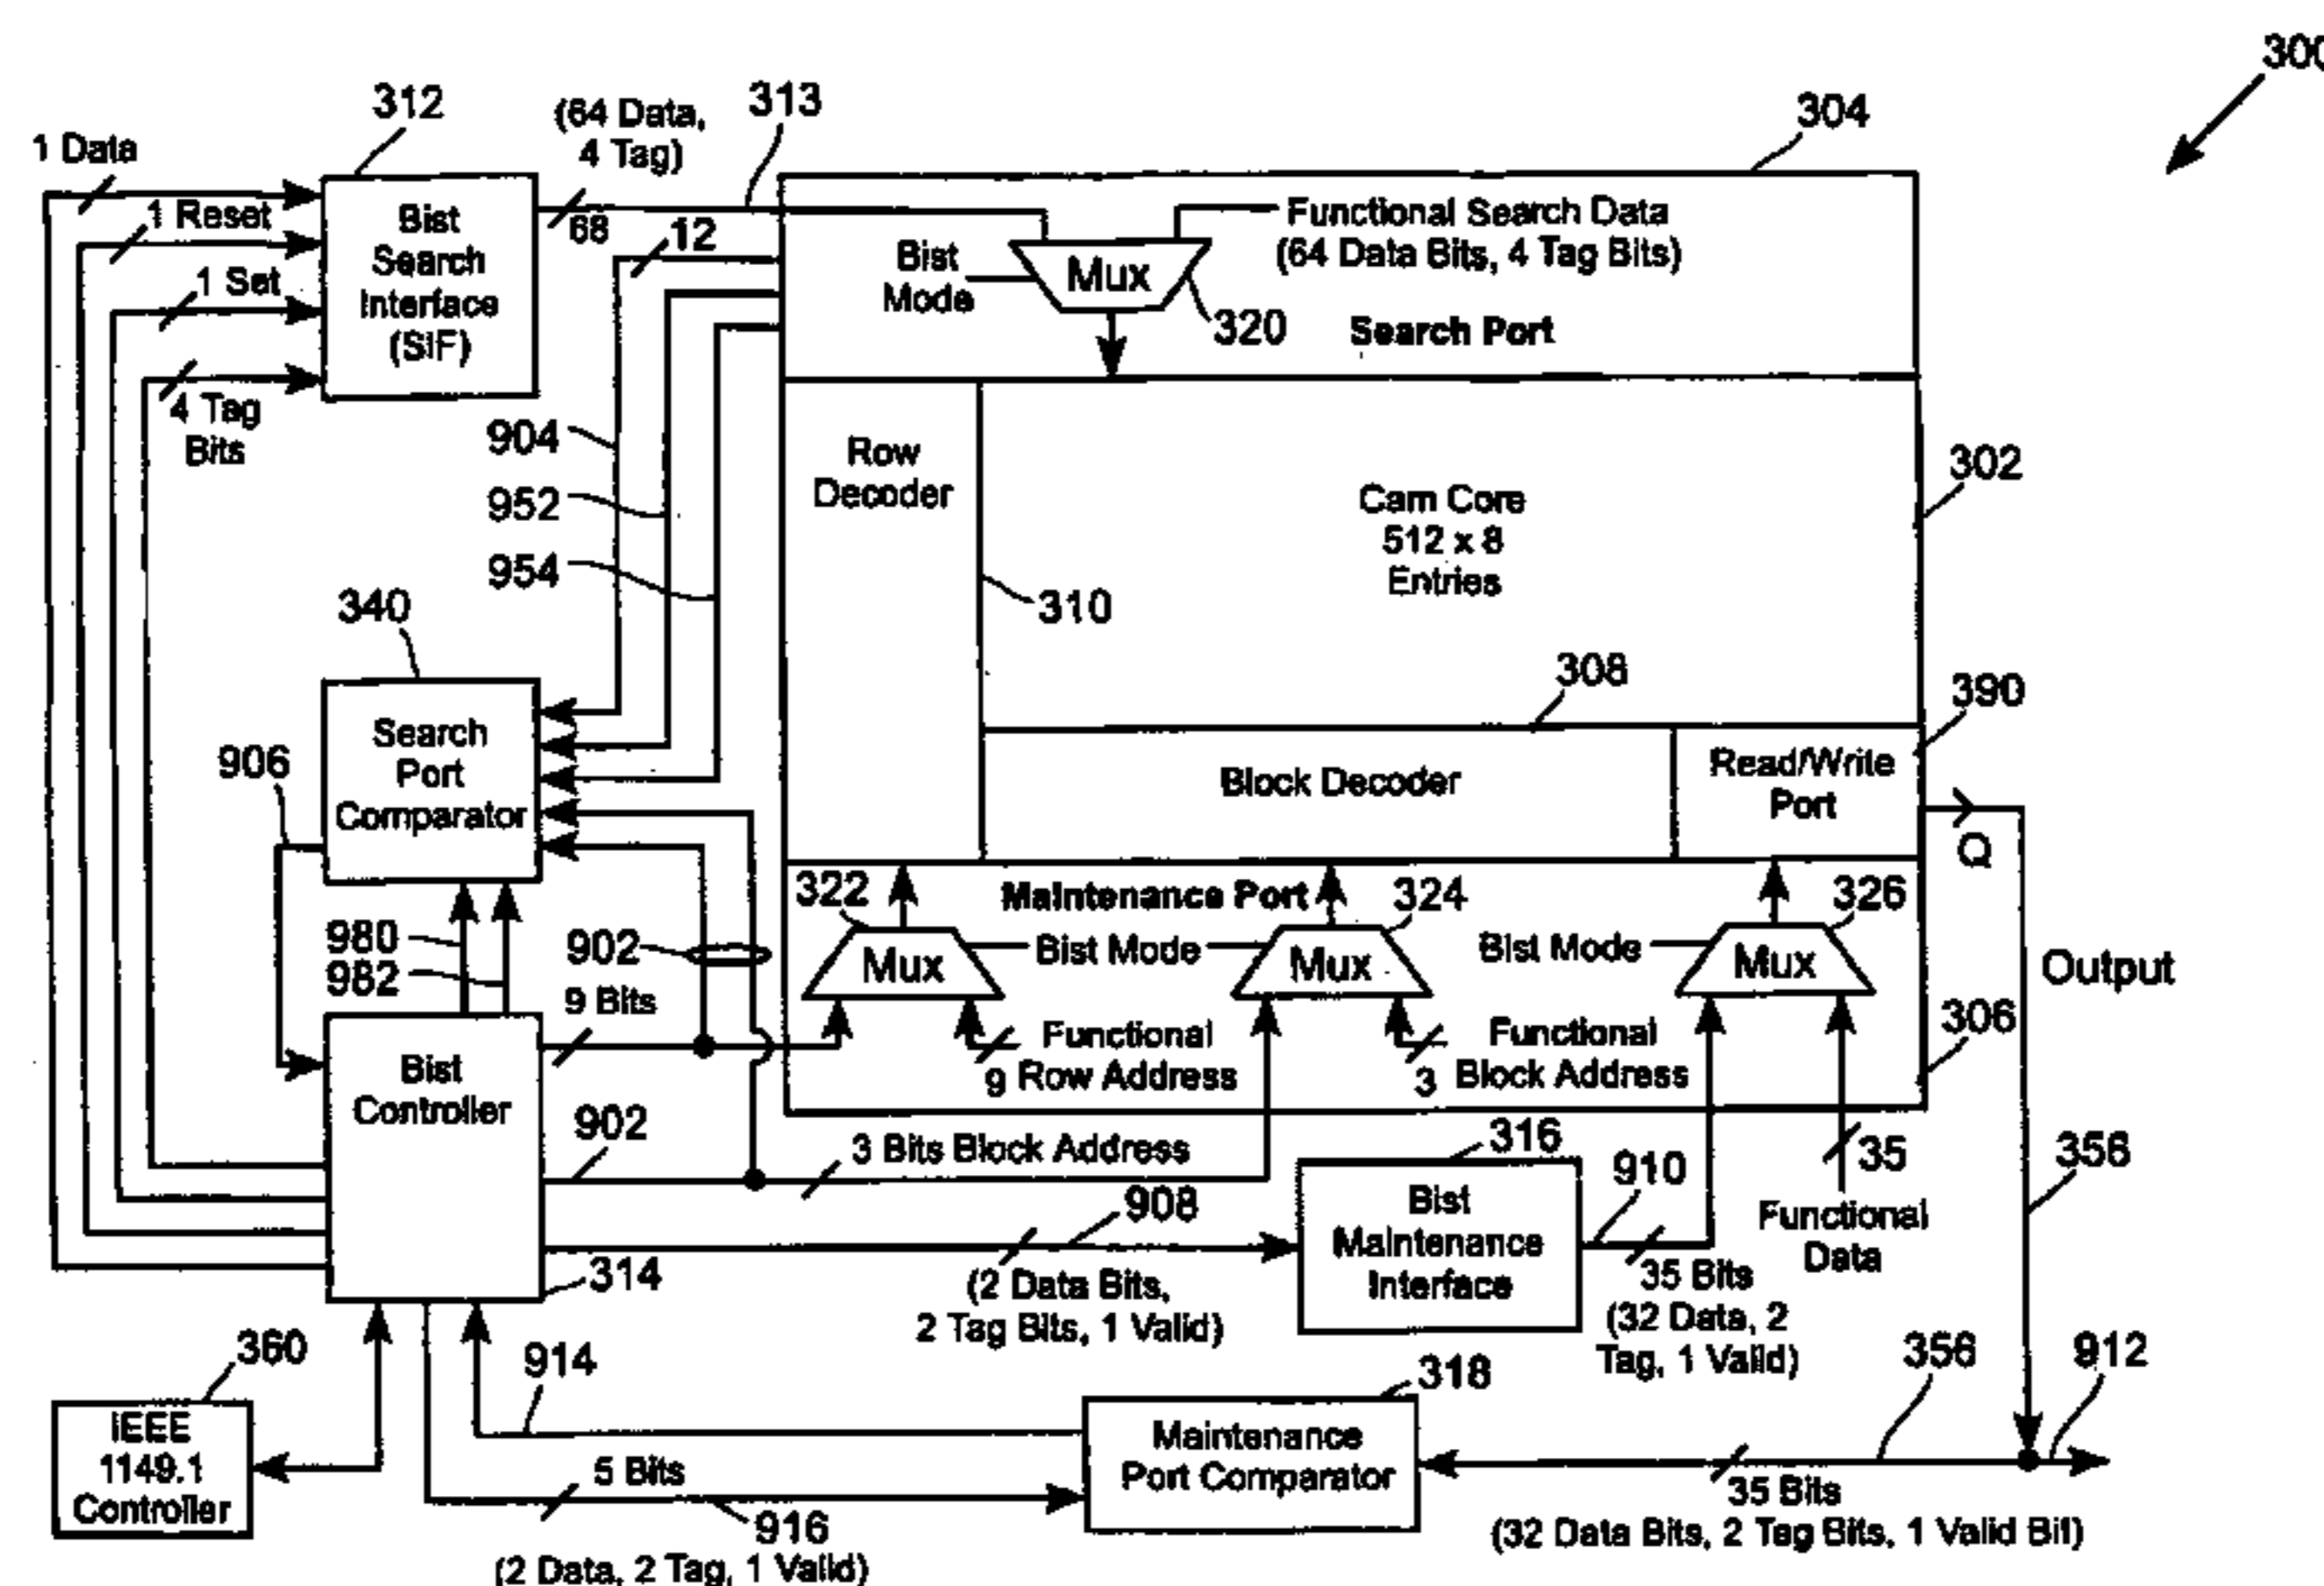 300
312
(64 Data,
4 Tag)
313
304
1 Data
1 Reset
1 Set
4 Tag
Bits
Bist
Search
Interface
(SIF)
68
12
Bist
Mode
Mux
320
Functional Search Data
(64 Data Bits, 4 Tag Bits)
Search Port
904
952
954
Row
Decoder
310
Cam Core
512 x 8
Entries
302
340
Search
Port
Comparator
906
308
390
Block Decoder
Read/Write
Port
Q
322
Maintenance Port
324
326
980
982
902
9 Bits
Mux
Bist Mode
Mux
Bist Mode
Mux
Output
306
9
Functional
Row Address
3
Functional
Block Address
Bist
Controller
902
3 Bits Block Address
316
910
35
356
Functional
Data
908
Bist
Maintenance
Interface
314
(2 Data Bits,
2 Tag Bits, 1 Valid)
35 Bits
(32 Data, 2
Tag, 1 Valid)
360
IEEE
1149.1
Controller
914
318
356
912
5 Bits
916
(2 Data, 2 Tag, 1 Valid)
Maintenance
Port Comparator
35 Bits
(32 Data Bits, 2 Tag Bits, 1 Valid Bit)